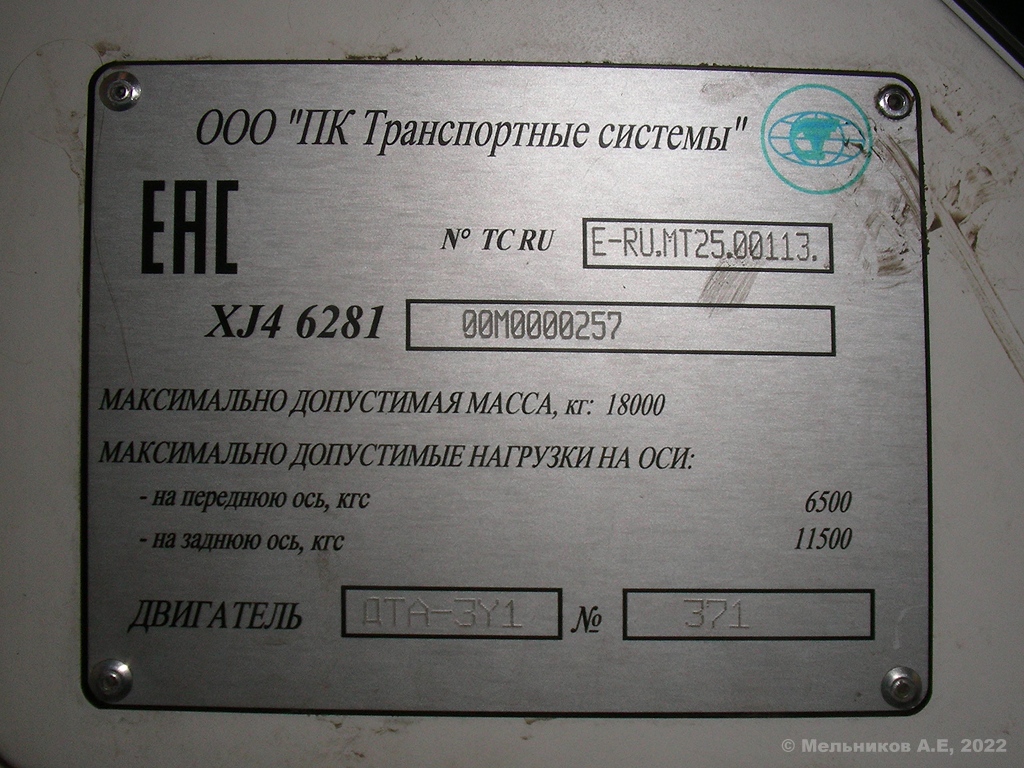 ООО "ПК Транспортные системы"
ЕАС
N° TC RU E-RU.МТ25.00113.
XJ4 6281 00M0000257
МАКСИМАЛЬНО ДОПУСТИМАЯ МАССА, кг: 18000
МАКСИМАЛЬНО ДОПУСТИМЫЕ НАГРУЗКИ НА ОСИ:
- на переднюю ось, кгс 6500
- на заднюю ось, кгс 11500
ДВИГАТЕЛЬ ДТА-3У1 № 371
© Мельников А.Е, 2022